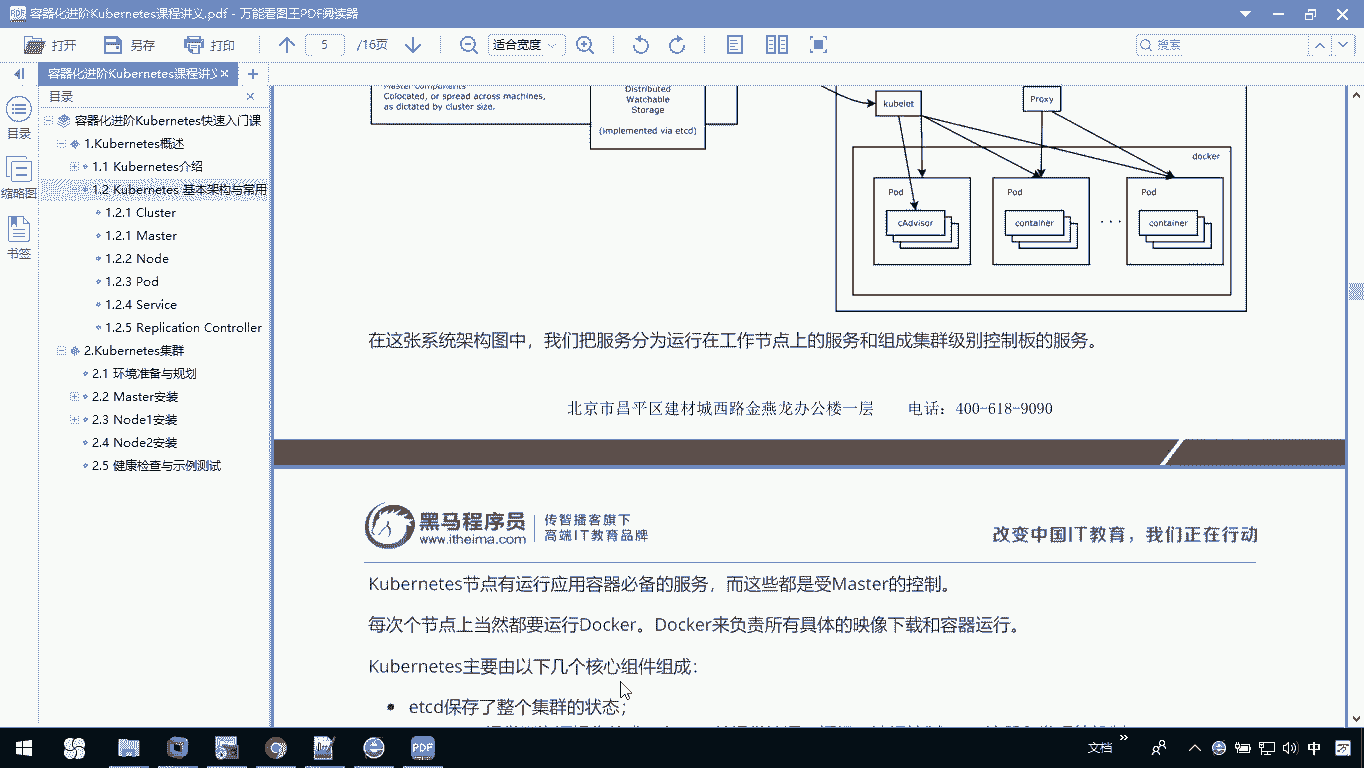 容器化进阶Kubernetes课程讲义.pdf - 万能看图王PDF阅读器
打开
另存
打印
5 /16页
适合宽度
搜索
容器化进阶Kubernetes课程讲义
目录
目录
缩略图
书签
容器化进阶Kubernetes快速入门课
1.Kubernetes概述
1.1 Kubernetes介绍
1.2 Kubernetes 基本架构与常用
1.2.1 Cluster
1.2.1 Master
1.2.2 Node
1.2.3 Pod
1.2.4 Service
1.2.5 Replication Controller
2.Kubernetes集群
2.1 环境准备与规划
2.2 Master安装
2.3 Node1安装
2.4 Node2安装
2.5 健康检查与示例测试
Master components
Colocated, or spread across machines,
as dictated by cluster size.
Distributed
Watchable
Storage
(implemented via etcd)
kubelet
Proxy
docker
Pod
cAdvisor
Pod
container
· · ·
Pod
container
在这张系统架构图中，我们把服务分为运行在工作节点上的服务和组成集群级别控制板的服务。
北京市昌平区建材城西路金燕龙办公楼一层 电话：400-618-9090
黑马程序员
www.itheima.com
传智播客旗下
高端IT教育品牌
改变中国IT教育，我们正在行动
Kubernetes节点有运行应用容器必备的服务，而这些都是受Master的控制。
每次个节点上当然都要运行Docker。Docker来负责所有具体的映像下载和容器运行。
Kubernetes主要由以下几个核心组件组成：
• etcd保存了整个集群的状态；
PDF
文档
中